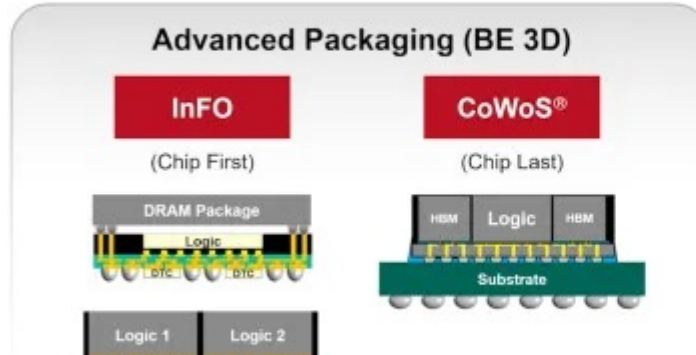 Advanced Packaging (BE 3D)
InFO
CoWoS®
(Chip First)
(Chip Last)
DRAM Package
Logic
DTC
DTC
HBM
Logic
HBM
Substrate
Logic 1
Logic 2